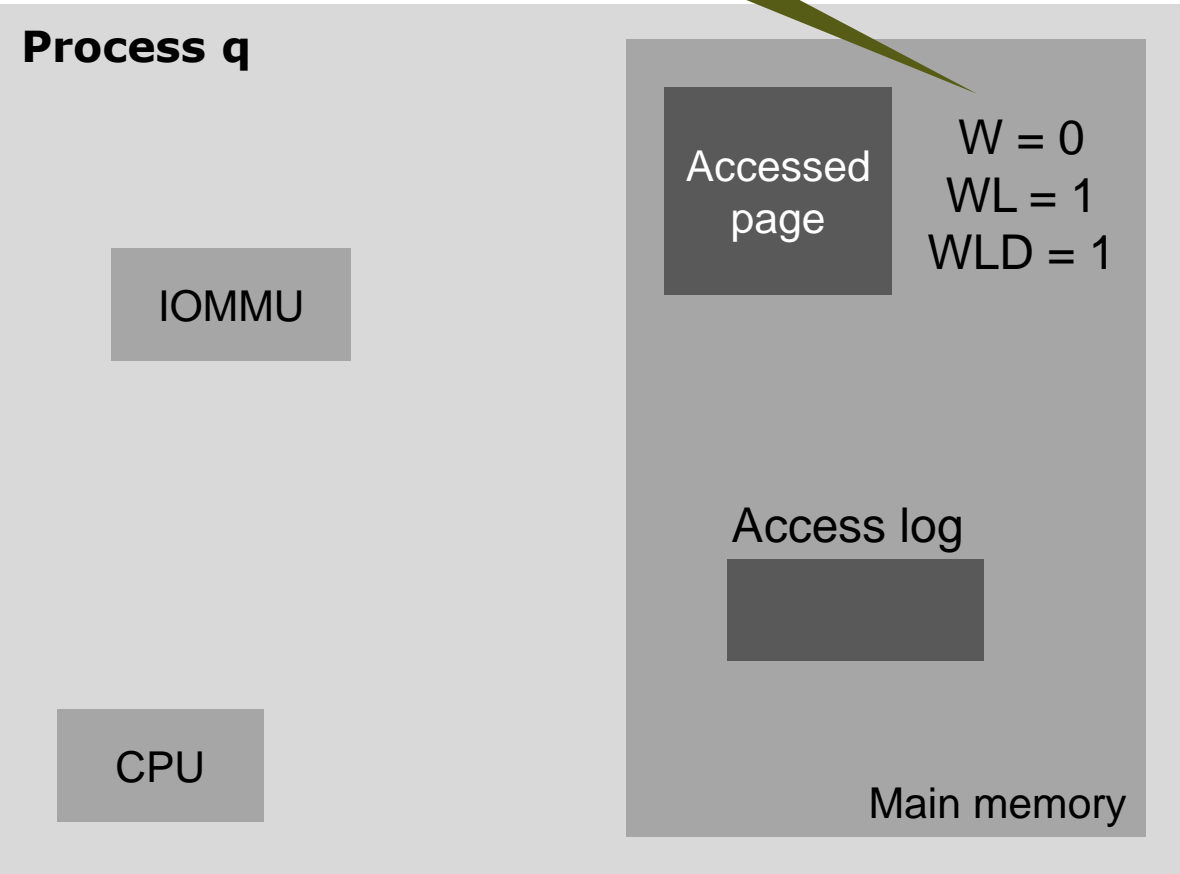 Process q
Accessed
page
W = 0
WL = 1
WLD = 1
IOMMU
Access log
CPU
Main memory